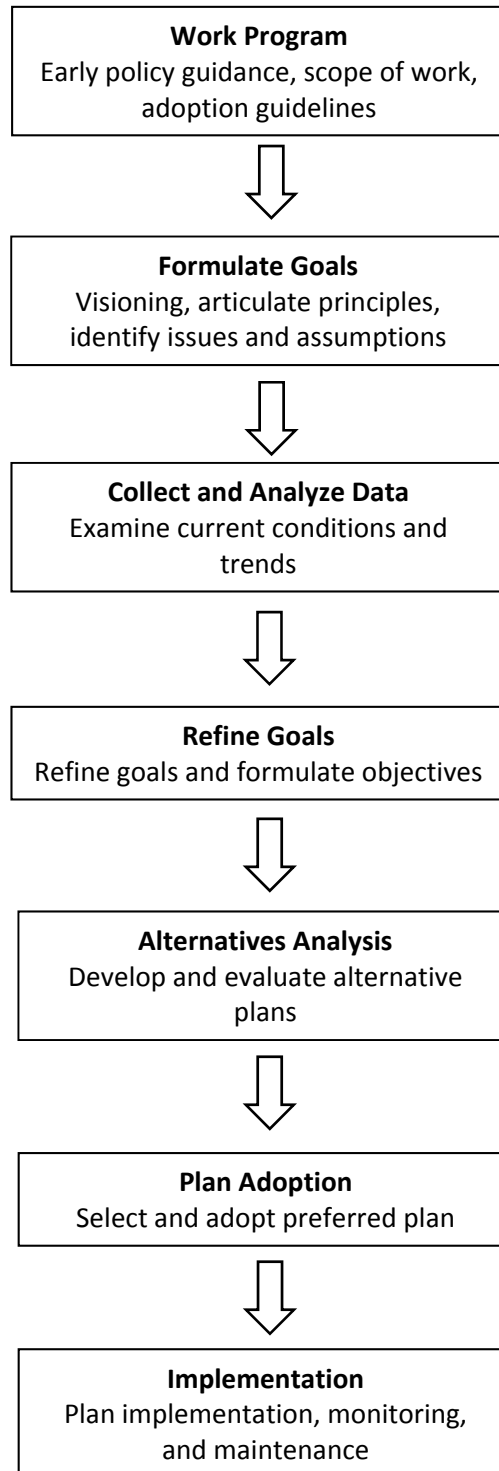 Work Program
Early policy guidance, scope of work,
adoption guidelines
Formulate Goals
Visioning, articulate principles,
identify issues and assumptions
Collect and Analyze Data
Examine current conditions and
trends
Refine Goals
Refine goals and formulate objectives
Alternatives Analysis
Develop and evaluate alternative
plans
Plan Adoption
Select and adopt preferred plan
Implementation
Plan implementation, monitoring,
and maintenance